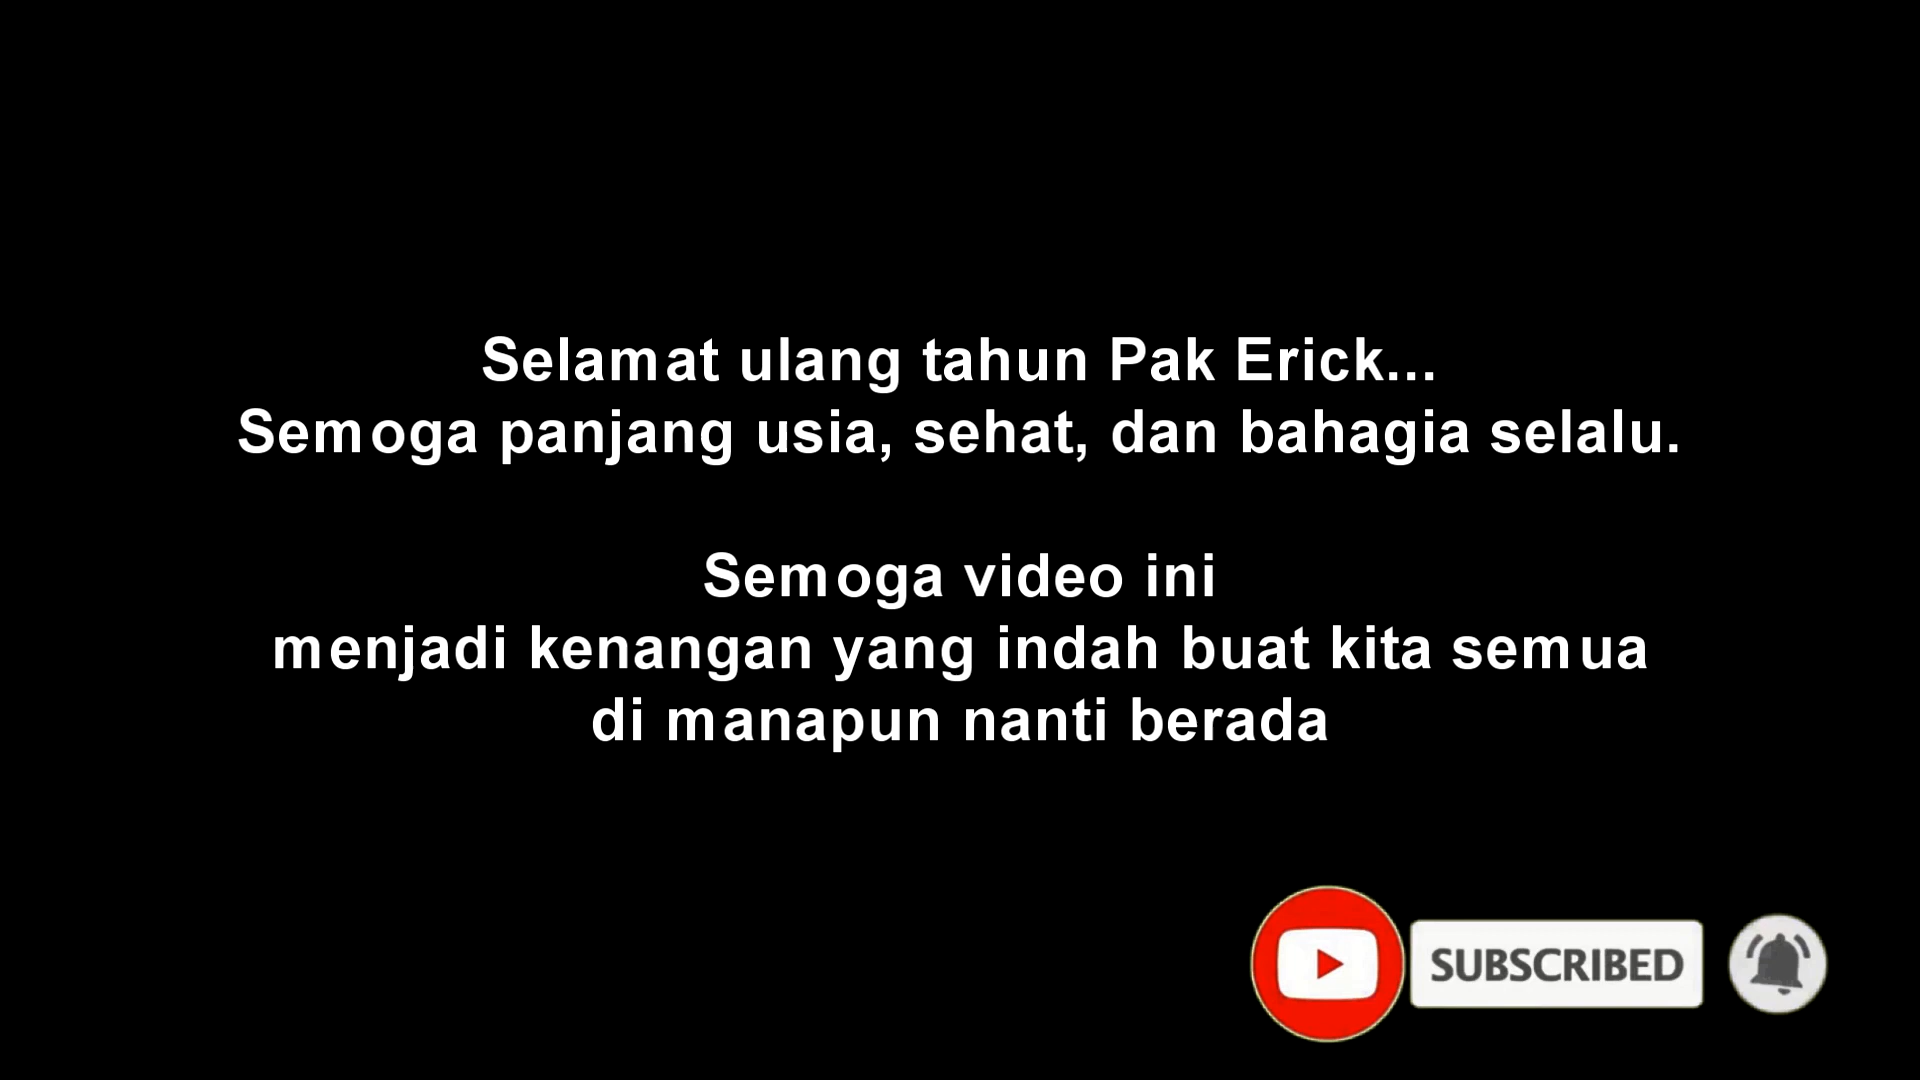 Selamat ulang tahun Pak Erick...
Semoga panjang usia, sehat, dan bahagia selalu.
Semoga video ini
menjadi kenangan yang indah buat kita semua
di manapun nanti berada
SUBSCRIBED